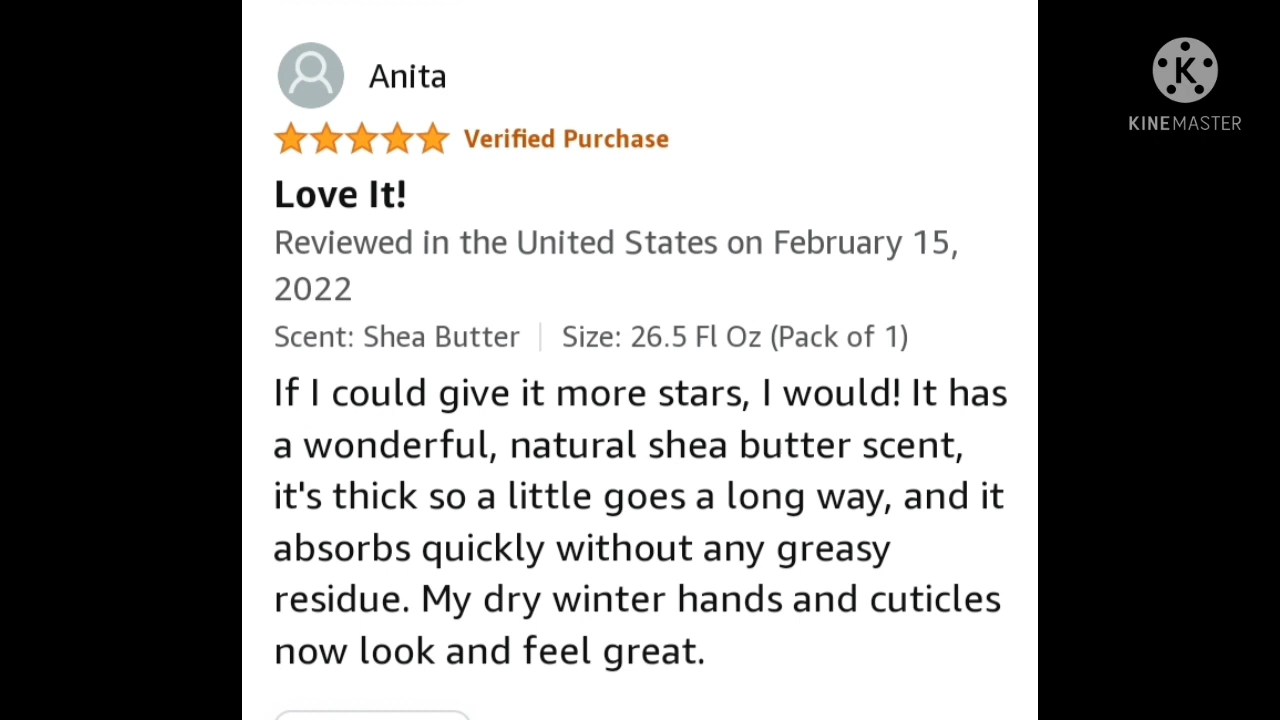 Anita
Verified Purchase
Love It!
Reviewed in the United States on February 15,
2022
Scent: Shea Butter | Size: 26.5 Fl Oz (Pack of 1)
If I could give it more stars, I would! It has
a wonderful, natural shea butter scent,
it's thick so a little goes a long way, and it
absorbs quickly without any greasy
residue. My dry winter hands and cuticles
now look and feel great.
K
KINEMASTER